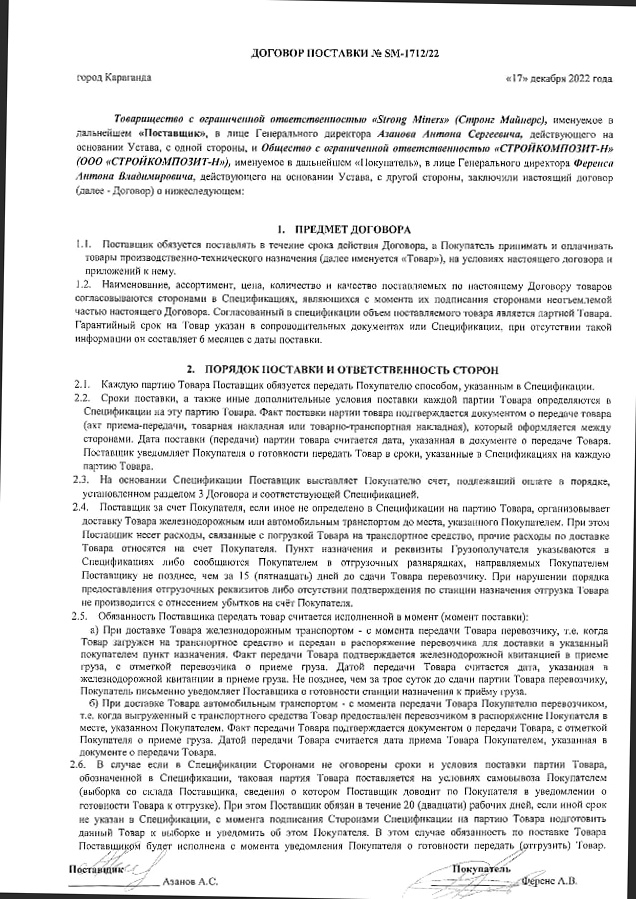 ДОГОВОР ПОСТАВКИ № SM-1712/22
город Караганда «17» декабря 2022 года
Товарищество с ограниченной ответственностью «Strong Miners» (Стронг Майнерс), именуемое в
дальнейшем «Поставщик», в лице Генерального директора Азанова Антона Сергеевича, действующего на
основании Устава, с одной стороны, и Общество с ограниченной ответственностью «СТРОЙКОМПОЗИТ-Н»
(ООО «СТРОЙКОМПОЗИТ-Н»), именуемое в дальнейшем «Покупатель», в лице Генерального директора Ференса
Антона Владимировича, действующего на основании Устава, с другой стороны, заключили настоящий договор
(далее - Договор) о нижеследующем:
1. ПРЕДМЕТ ДОГОВОРА
1.1. Поставщик обязуется поставлять в течение срока действия Договора, а Покупатель принимать и оплачивать
товары производственно-технического назначения (далее именуется «Товар»), на условиях настоящего договора и
приложений к нему.
1.2. Наименование, ассортимент, цена, количество и качество поставляемых по настоящему Договору товаров
согласовываются сторонами в Спецификациях, являющихся с момента их подписания сторонами неотъемлемой
частью настоящего Договора. Согласованный в спецификации объем поставляемого товара является партией Товара.
Гарантийный срок на Товар указан в сопроводительных документах или Спецификации, при отсутствии такой
информации он составляет 6 месяцев с даты поставки.
2. ПОРЯДОК ПОСТАВКИ И ОТВЕТСТВЕННОСТЬ СТОРОН
2.1. Каждую партию Товара Поставщик обязуется передать Покупателю способом, указанным в Спецификации.
2.2. Сроки поставки, а также иные дополнительные условия поставки каждой партии Товара определяются в
Спецификации на эту партию Товара. Факт поставки партии товара подтверждается документом о передаче товара
(акт приема-передачи, товарная накладная или товарно-транспортная накладная), который оформляется между
сторонами. Дата поставки (передачи) партии товара считается дата, указанная в документе о передаче Товара.
Поставщик уведомляет Покупателя о готовности передать Товар в сроки, указанные в Спецификациях на каждую
партию Товара.
2.3. На основании Спецификации Поставщик выставляет Покупателю счет, подлежащий оплате в порядке,
установленном разделом 3 Договора и соответствующей Спецификацией.
2.4. Поставщик за счет Покупателя, если иное не определено в Спецификации на партию Товара, организовывает
доставку Товара железнодорожным или автомобильным транспортом до места, указанного Покупателем. При этом
Поставщик несет расходы, связанные с погрузкой Товара на транспортное средство, прочие расходы по доставке
Товара относятся на счет Покупателя. Пункт назначения и реквизиты Грузополучателя указываются в
Спецификациях либо сообщаются Покупателем в отгрузочных разнарядках, направляемых Покупателем
Поставщику не позднее, чем за 15 (пятнадцать) дней до сдачи Товара перевозчику. При нарушении порядка
предоставления отгрузочных реквизитов либо отсутствии подтверждения по станции назначения отгрузка Товара
не производится с отнесением убытков на счёт Покупателя.
2.5. Обязанность Поставщика передать товар считается исполненной в момент (момент поставки):
а) При доставке Товара железнодорожным транспортом - с момента передачи Товара перевозчику, т.е. когда
Товар загружен на транспортное средство и передан в распоряжение перевозчика для доставки в указанный
покупателем пункт назначения. Факт передачи Товара подтверждается железнодорожной квитанцией в приеме
груза, с отметкой перевозчика о приеме груза. Датой передачи Товара считается дата, указанная в
железнодорожной квитанции в приеме груза. Не позднее, чем за трое суток до сдачи партии Товара перевозчику,
Покупатель письменно уведомляет Поставщика о готовности станции назначения к приёму груза.
б) При доставке Товара автомобильным транспортом - с момента передачи Товара Покупателю перевозчиком,
т.е. когда выгруженный с транспортного средства Товар предоставлен перевозчиком в распоряжение Покупателя в
месте, указанном Покупателем. Факт передачи Товара подтверждается документом о передачи Товара, с отметкой
Покупателя о приеме груза. Датой передачи Товара считается дата приема Товара Покупателем, указанная в
документе о передачи Товара.
2.6. В случае если в Спецификации Сторонами не оговорены сроки и условия поставки партии Товара,
обозначенной в Спецификации, таковая партия Товара поставляется на условиях самовывоза Покупателем
(выборка со склада Поставщика, сведения о котором Поставщик доводит по Покупателя в уведомлении о
готовности Товара к отгрузке). При этом Поставщик обязан в течение 20 (двадцати) рабочих дней, если иной срок
не указан в Спецификации, с момента подписания Сторонами Спецификации на партию Товара подготовить
данный Товар к выборке и уведомить об этом Покупателя. В этом случае обязанность по поставке Товара
Поставщиком будет исполнена с момента уведомления Покупателя о готовности передать (отгрузить) Товар.
Поставщик Покупатель
Азанов А.С. Ференс А.В.